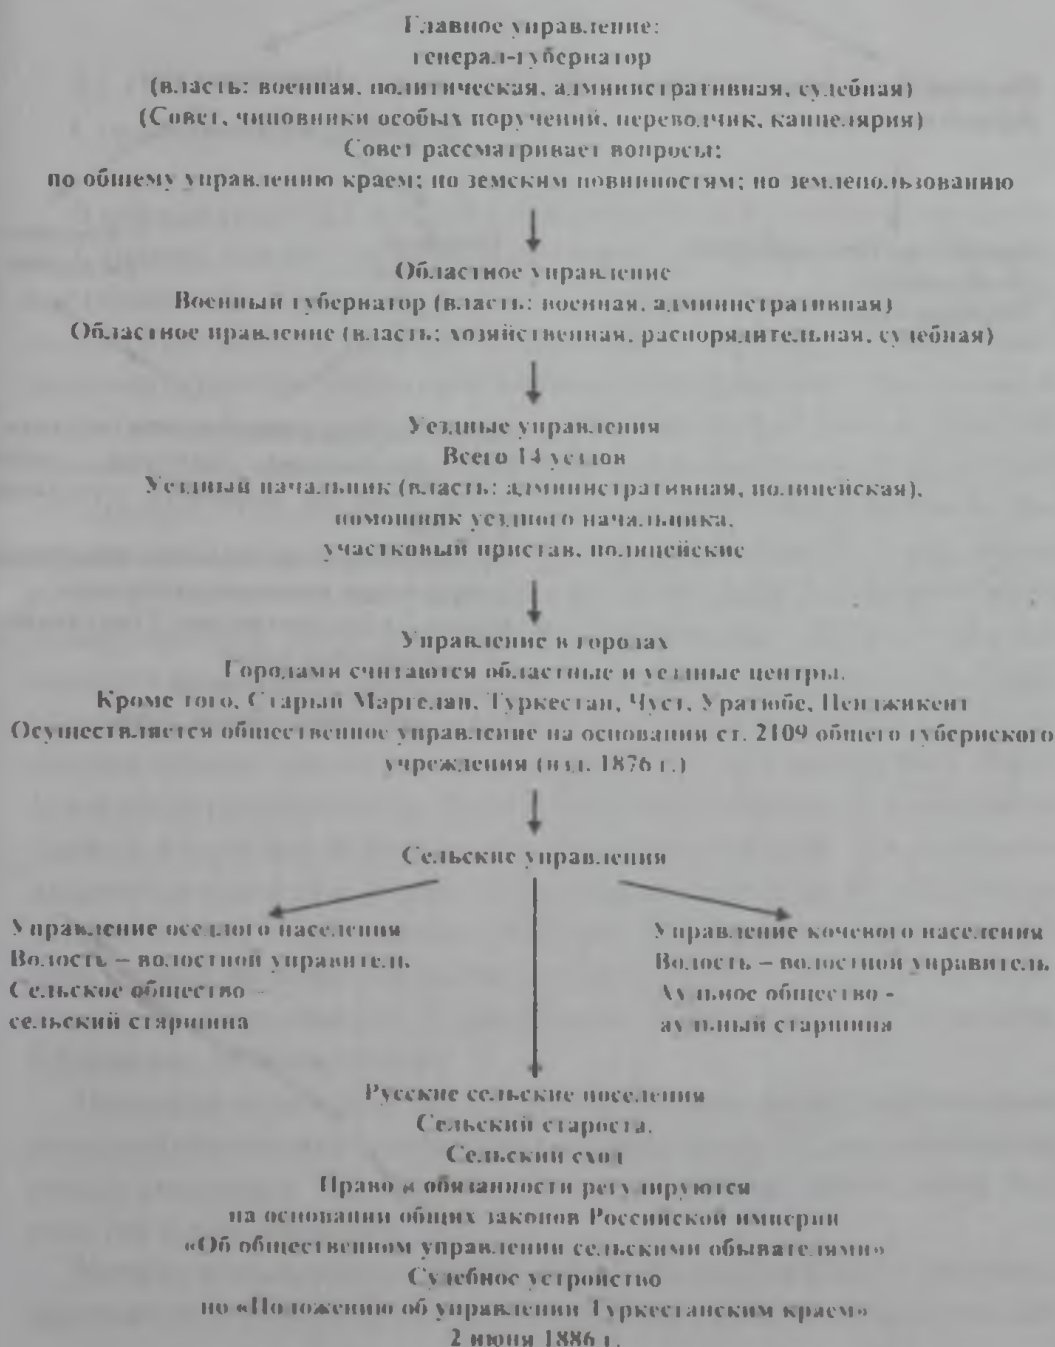 Главное управление:
генерал-губернатор
(власть: военная, политическая, административная, судебная)
(Совет, чиновники особых поручений, переводчик, канцелярия)
Совет рассматривает вопросы:
по общему управлению краем; по земским повинностям; по землепользованию
Областное управление
Военный губернатор (власть: военная, административная)
Областное правление (власть: хозяйственная, распорядительная, судебная)
Уездные управления
Всего 14 уездов
Уездный начальник (власть: административная, полицейская),
помощник уездного начальника,
участковый пристав, полицейские
Управление в городах
Городами считаются областные и уездные центры.
Кроме того, Старый Маргелан, Туркестан, Чуст, Уратюбе, Пенджикент
Осуществляется общественное управление на основании ст. 2109 общего губернского
учреждения (изд. 1876 г.)
Сельские управления
Управление оседлого населения
Волость – волостной управитель.
Сельское общество –
сельский старшина
Управление кочевого населения
Волость – волостной управитель.
Аульное общество -
аульный старшина
Русские сельские поселения
Сельский староста.
Сельский сход
Право и обязанности регулируются
на основании общих законов Российской империи
«Об общественном управлении сельскими обывателями»
Судебное устройство
по «Положению об управлении Туркестанским краем»
2 июня 1886 г.